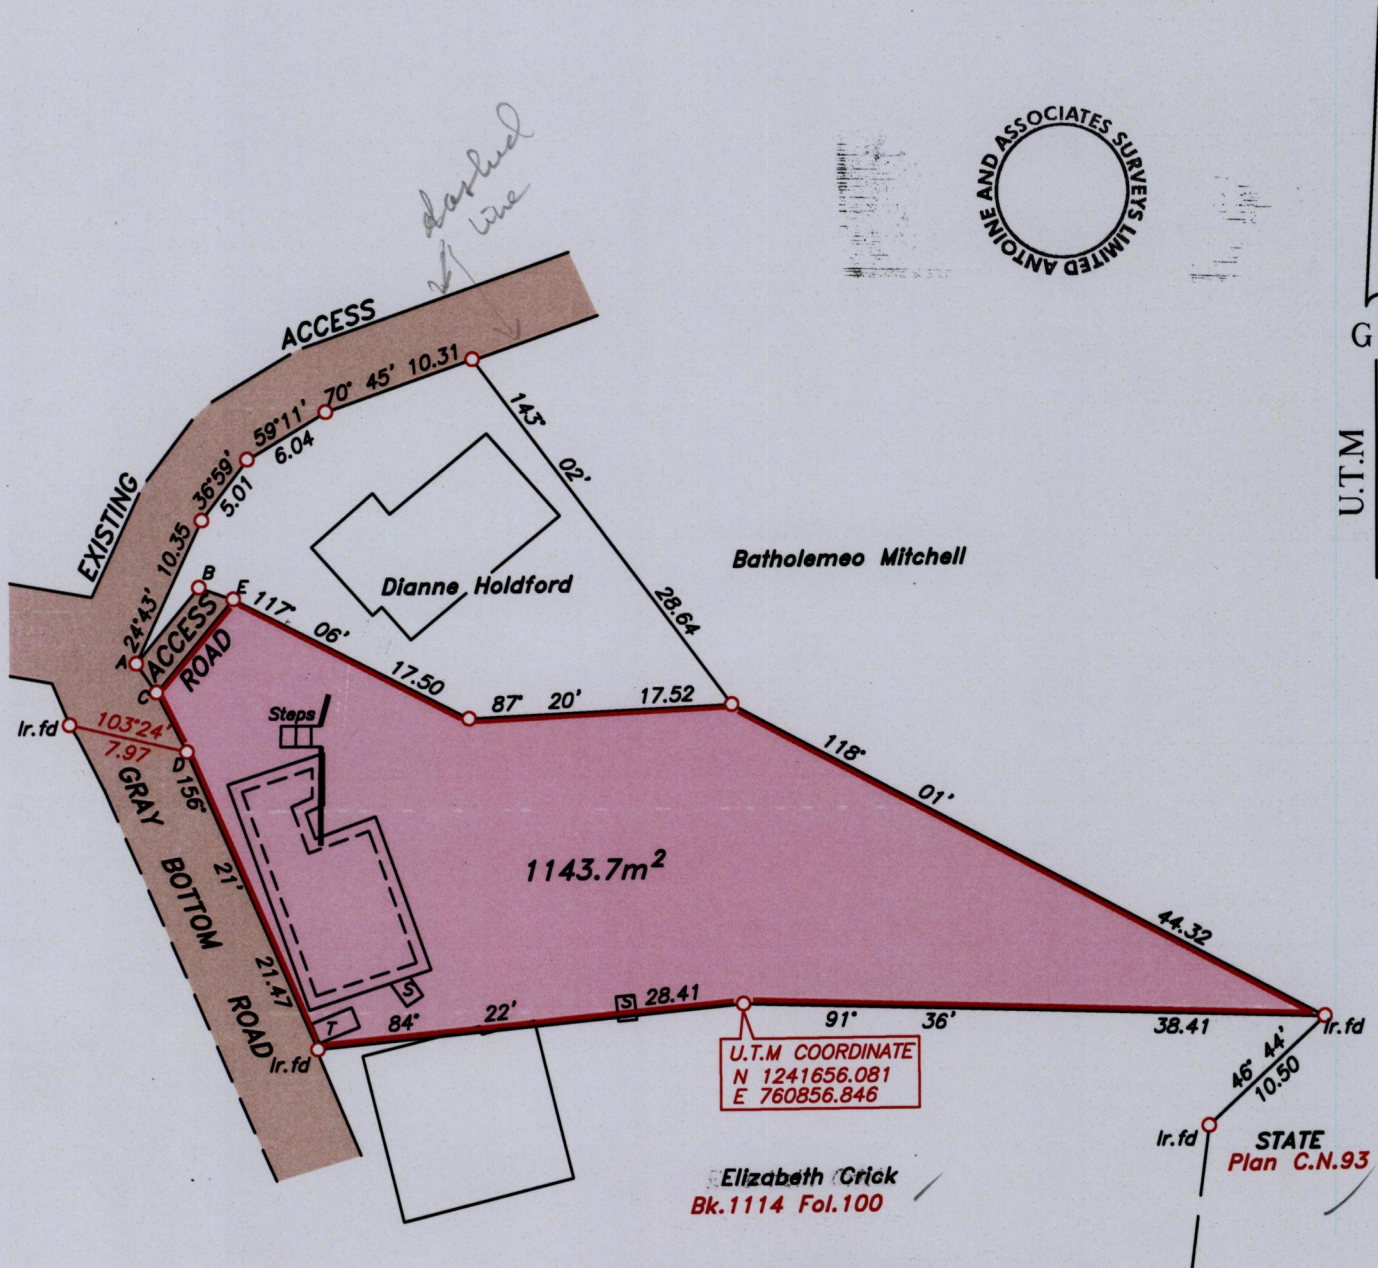 dashed
line
ANTOINE AND ASSOCIATES SURVEYS LIMITED
G
U.T.M
EXISTING ACCESS
70° 45' 10.31
59°11'
6.04
36°59'
5.01
10.35
24°43'
143° 02' 28.64
Batholemeo Mitchell
Dianne Holdford
A
B
C
D
E
ACCESS
ROAD
117° 06' 17.50
87° 20' 17.52
118° 01' 44.32
Steps
Ir.fd
103°24'
7.97
GRAY BOTTOM ROAD
156° 21' 21.47
1143.7m²
S
T
S
Ir.fd
84° 22' 28.41
91° 36' 38.41
Ir.fd
U.T.M COORDINATE
N 1241656.081
E 760856.846
46° 44'
10.50
Ir.fd
STATE
Plan C.N.93
Elizabeth Crick
Bk.1114 Fol.100